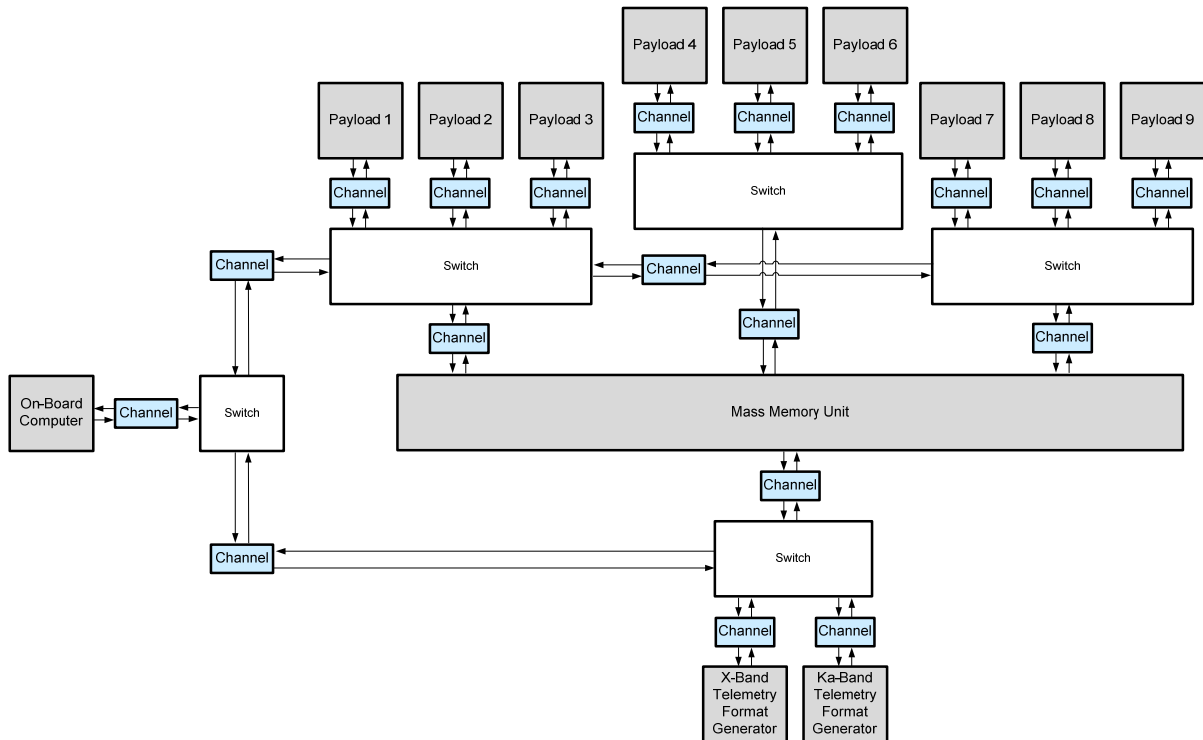 Payload 4
Payload 5
Payload 6
Payload 1
Payload 2
Payload 3
Channel
Channel
Channel
Payload 7
Payload 8
Payload 9
Channel
Channel
Channel
Switch
Channel
Channel
Channel
Channel
Switch
Channel
Switch
Channel
Channel
Channel
On-Board
Computer
Channel
Switch
Mass Memory Unit
Channel
Channel
Switch
Channel
Channel
X-Band
Telemetry
Format
Generator
Ka-Band
Telemetry
Format
Generator